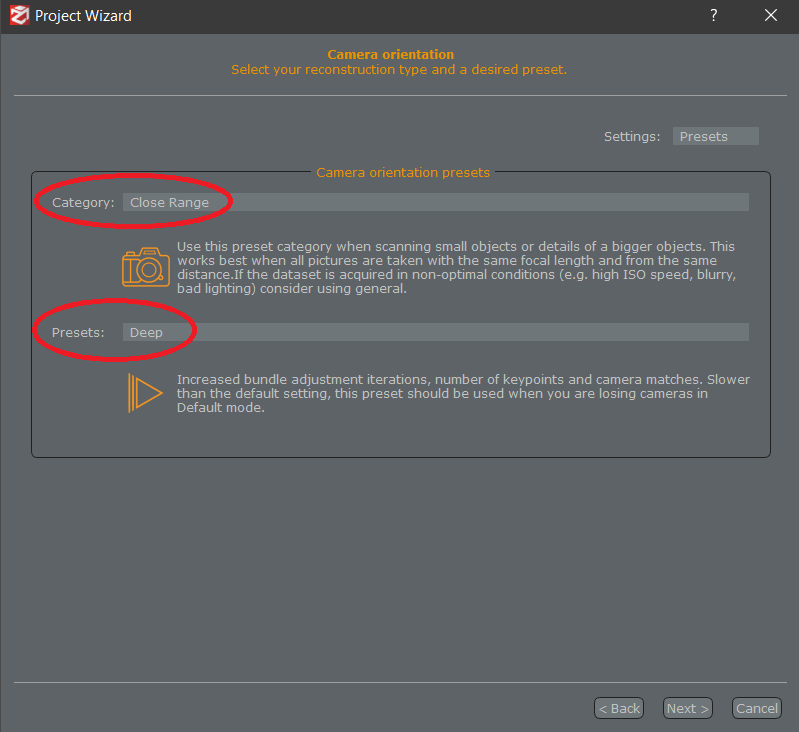 Project Wizard ?
Camera orientation
Select your reconstruction type and a desired preset.
Settings: Presets
Camera orientation presets
Category: Close Range
Use this preset category when scanning small objects or details of a bigger objects. This
works best when all pictures are taken with the same focal length and from the same
distance.If the dataset is acquired in non-optimal conditions (e.g. high ISO speed, blurry,
bad lighting) consider using general.
Presets: Deep
Increased bundle adjustment iterations, number of keypoints and camera matches. Slower
than the default setting, this preset should be used when you are losing cameras in
Default mode.
< Back Next > Cancel